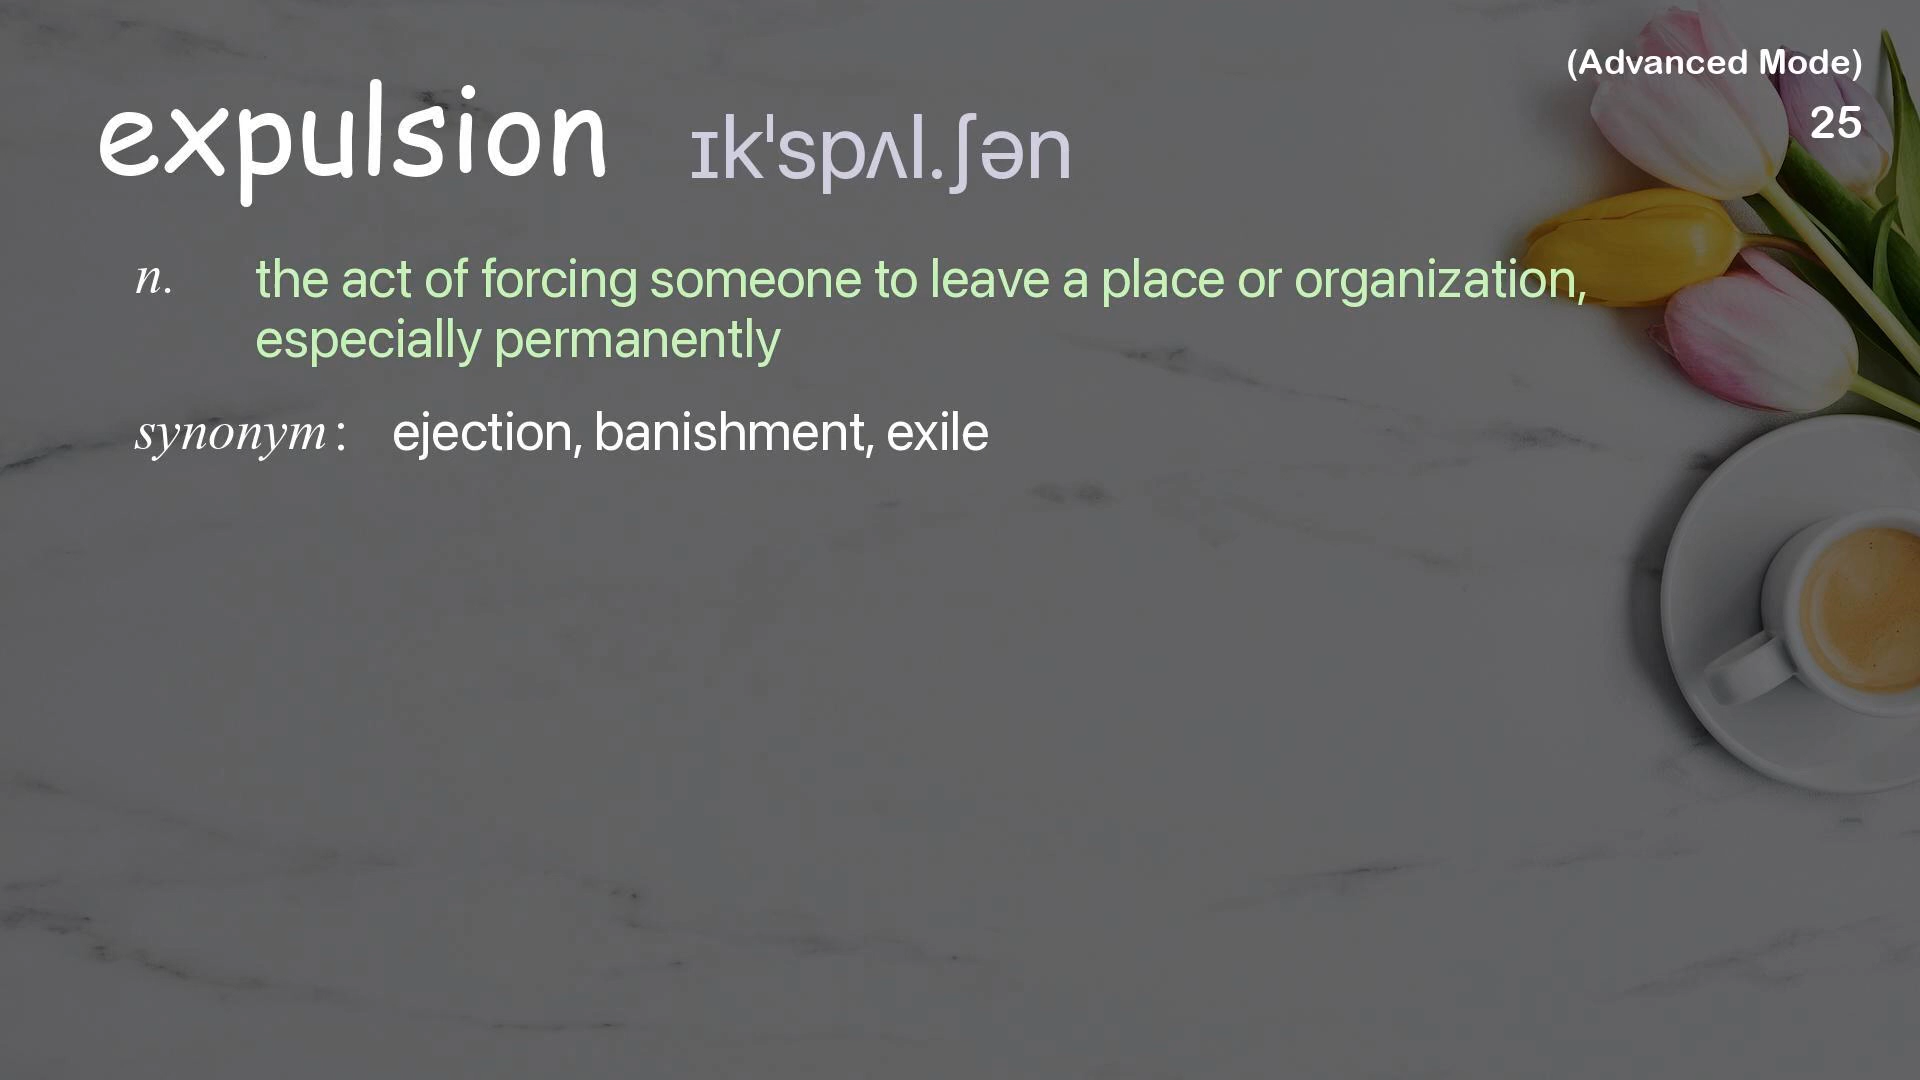 (Advanced Mode)
expulsion ɪkˈspʌl.ʃən
25
n. the act of forcing someone to leave a place or organization,
especially permanently
synonym: ejection, banishment, exile